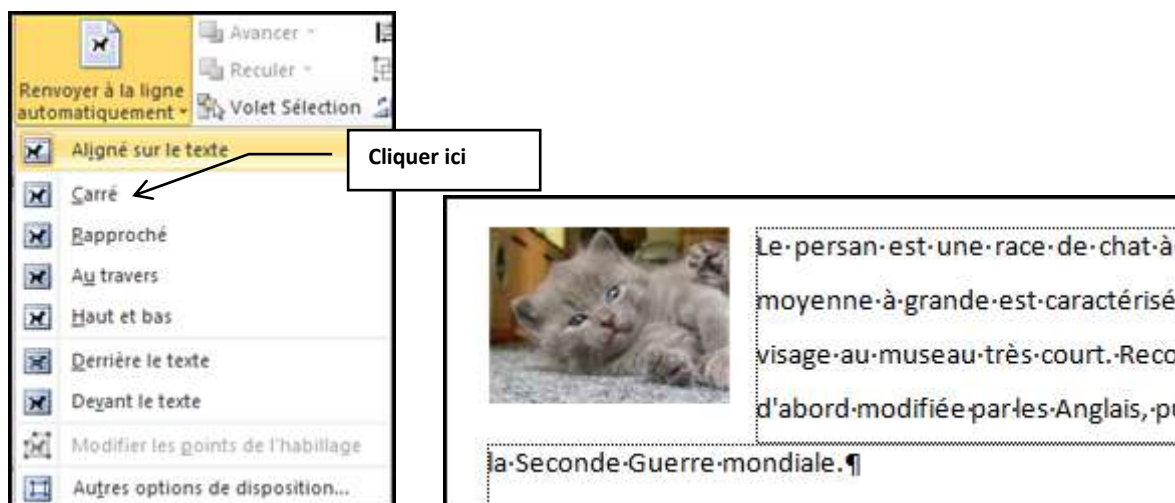 Avancer
Reculer
Renvoyer à la ligne
automatiquement
Volet Sélection
Aligné sur le texte
Cliquer ici
Carré
Rapproché
Au travers
Haut et bas
Derrière le texte
Devant le texte
Modifier les points de l'habillage
Autres options de disposition...
Le·persan·est·une·race·de·chat·à
moyenne·à·grande·est·caractérisé
visage·au·museau·très·court.·Reco
d'abord·modifiée·par·les·Anglais,·pu
la·Seconde·Guerre·mondiale.¶